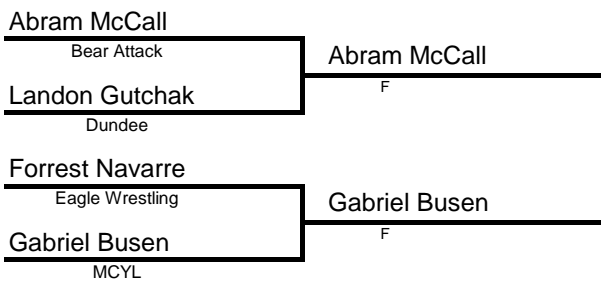 Abram McCall
Bear Attack
Abram McCall
F
Landon Gutchak
Dundee
Forrest Navarre
Eagle Wrestling
Gabriel Busen
F
Gabriel Busen
MCYL